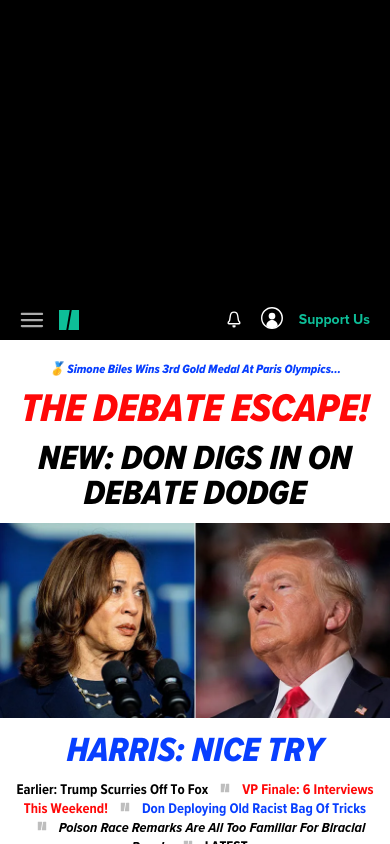 Support Us
Simone Biles Wins 3rd Gold Medal At Paris Olympics...
THE DEBATE ESCAPE!
NEW: DON DIGS IN ON
DEBATE DODGE
HARRIS: NICE TRY
Earlier: Trump Scurries Off To Fox VP Finale: 6 Interviews
This Weekend! Don Deploying Old Racist Bag Of Tricks
Poison Race Remarks Are All Too Familiar For Biracial